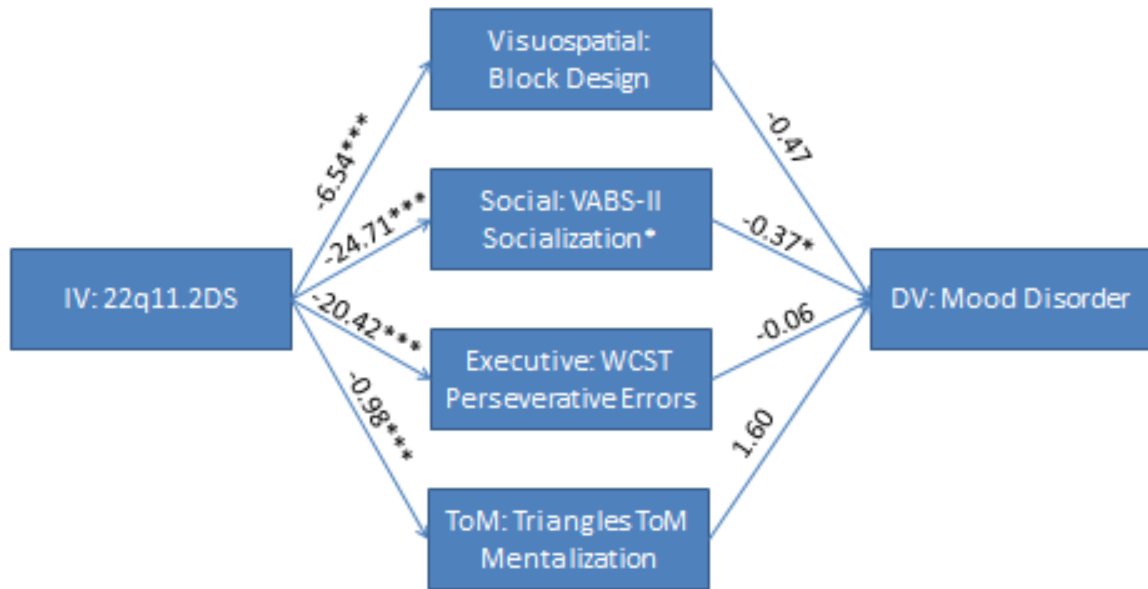 Visuospatial:
Block Design
-6.54***
-0.47
Social: VABS-II
Socialization*
-24.71***
-0.37*
IV: 22q11.2DS
DV: Mood Disorder
-20.42***
-0.06
Executive: WCST
Perseverative Errors
-0.98***
1.60
ToM: Triangles ToM
Mentalization